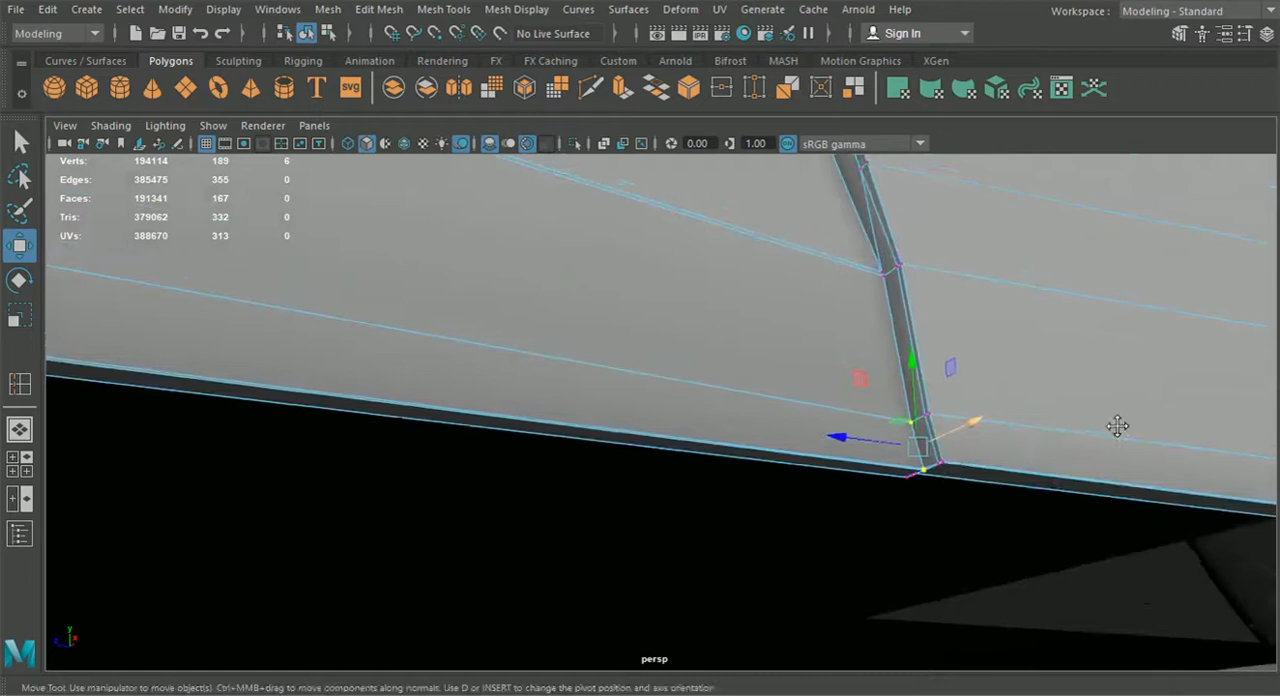 File Edit Create Select Modify Display Windows Mesh Edit Mesh Mesh Tools Mesh Display Curves Surfaces Deform UV Generate Cache Arnold Help Workspace: Modeling - Standard
Modeling No Live Surface Sign In
Curves / Surfaces Polygons Sculpting Rigging Animation Rendering FX FX Caching Custom Arnold Bifrost MASH Motion Graphics XGen
T svg
View Shading Lighting Show Renderer Panels
0.00 1.00 sRGB gamma
Verts: 194114 189 6
Edges: 385475 355 0
Faces: 191341 167 0
Tris: 379062 332 0
UVs: 388670 313 0
y
z x
M
persp
Move Tool: Use manipulator to move object(s). Ctrl+MMB+drag to move components along normals. Use D or INSERT to change the pivot position and axis orientation